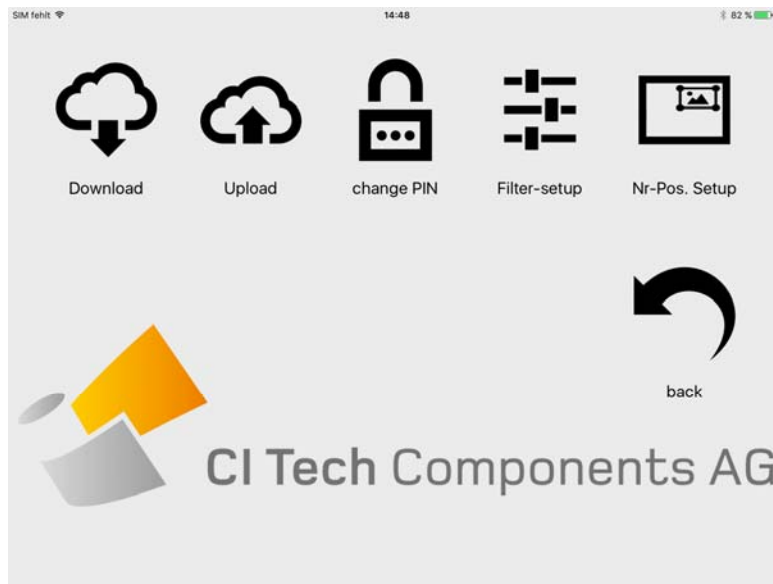 SIM fehlt 14:48 82 %
Download Upload change PIN Filter-setup Nr-Pos. Setup
back
CI Tech Components AG